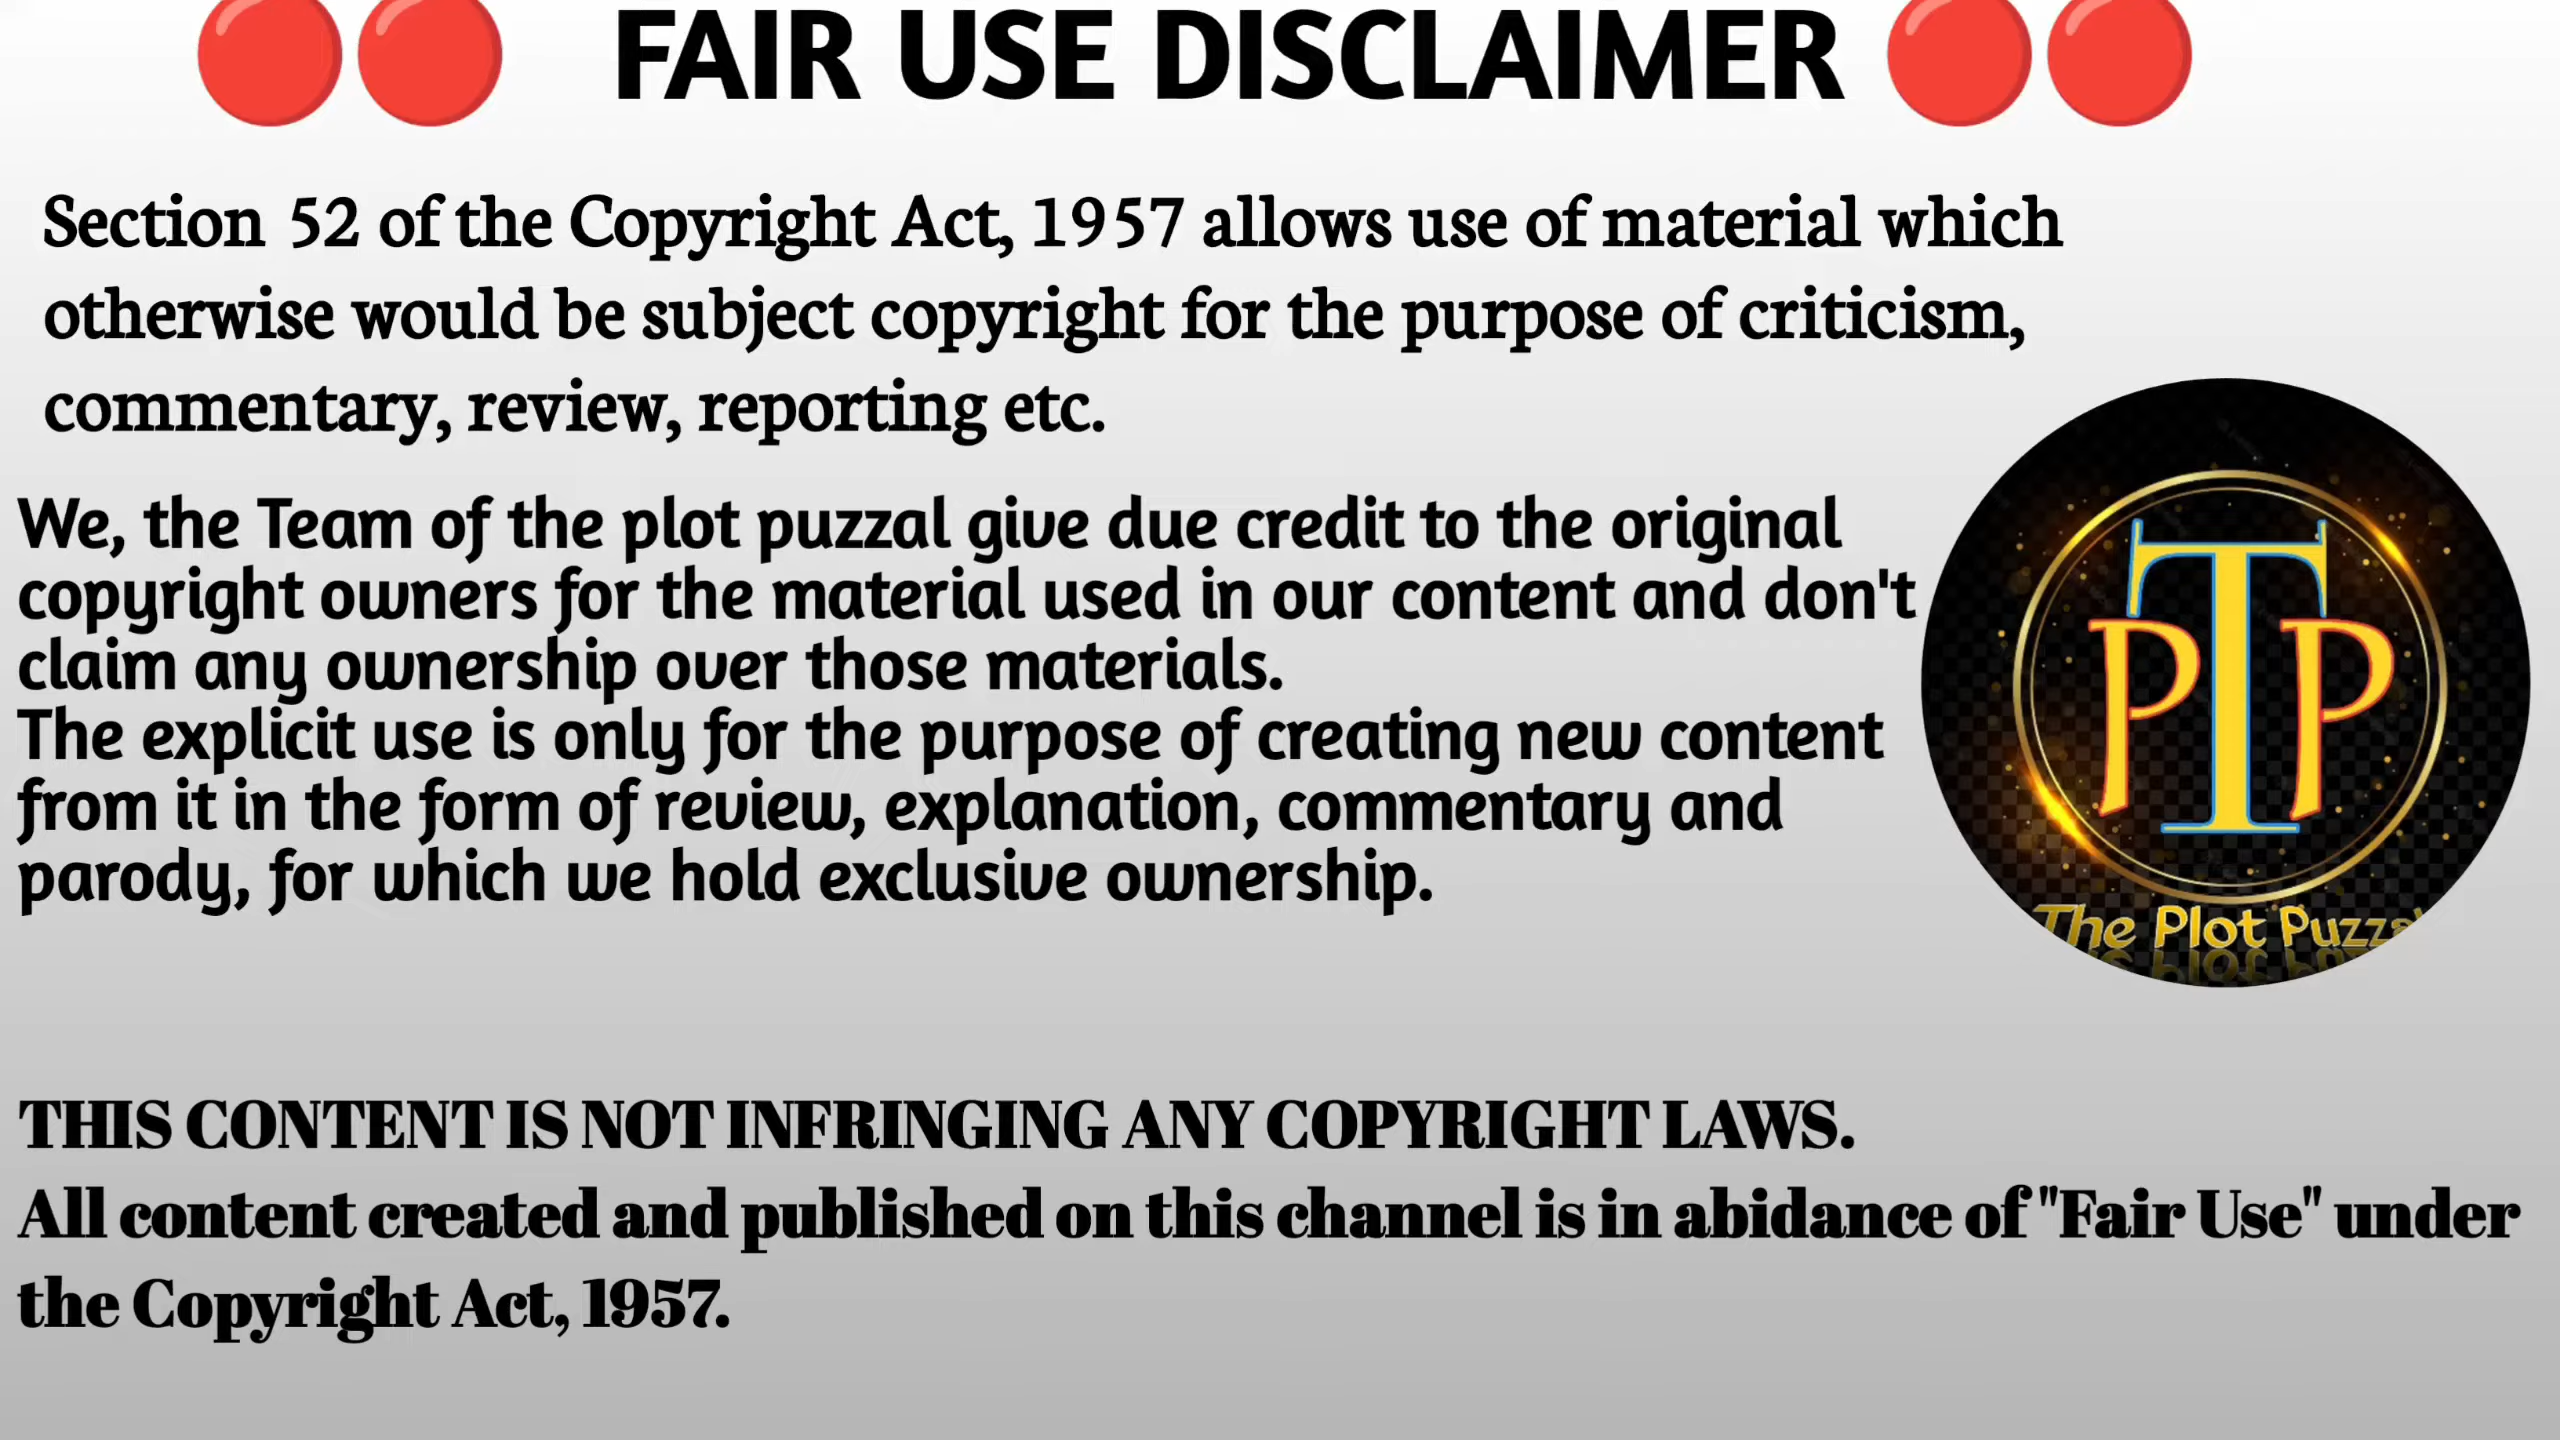 FAIR USE DISCLAIMER
Section 52 of the Copyright Act, 1957 allows use of material which
otherwise would be subject copyright for the purpose of criticism,
commentary, review, reporting etc.
We, the Team of the plot puzzal give due credit to the original
copyright owners for the material used in our content and don't
claim any ownership over those materials.
The explicit use is only for the purpose of creating new content
from it in the form of review, explanation, commentary and
parody, for which we hold exclusive ownership.
PTP
The Plot
THIS CONTENT IS NOT INFRINGING ANY COPYRIGHT LAWS.
All content created and published on this channel is in abidance of "Fair Use" under
the Copyright Act, 1957.